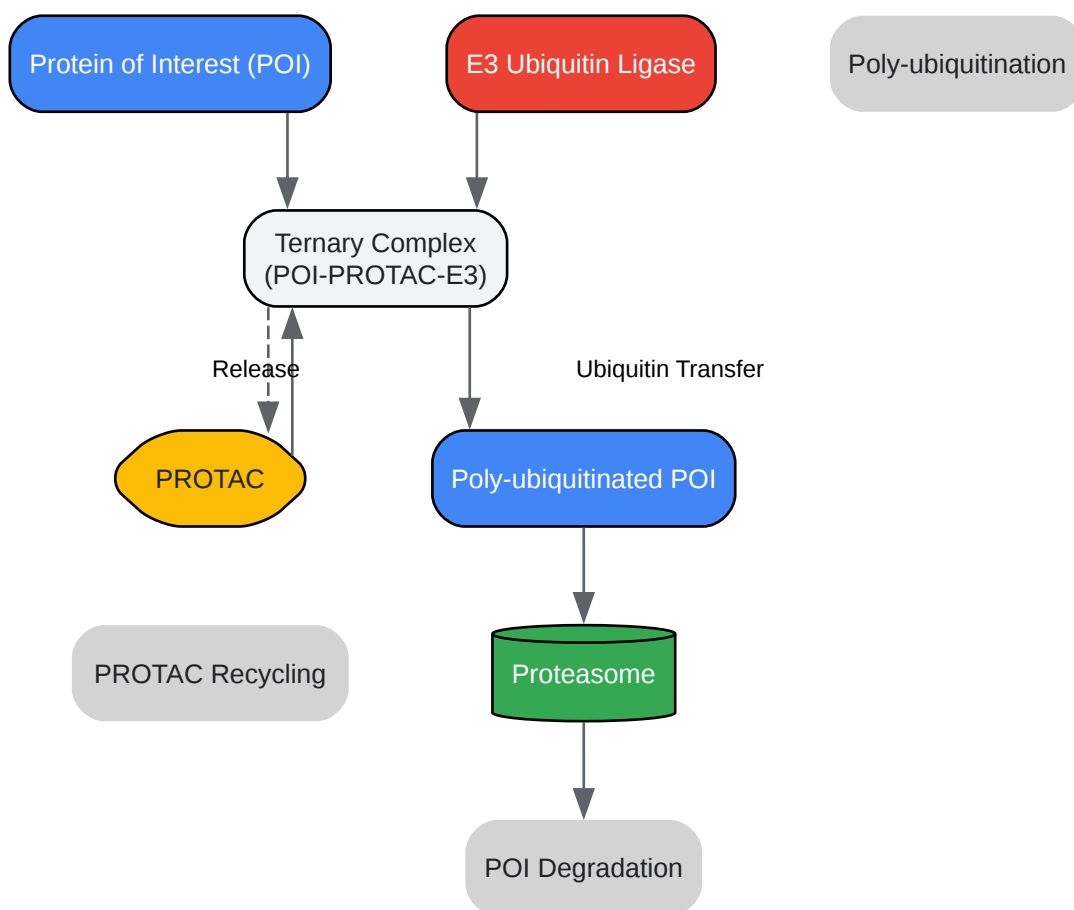 Protein of Interest (POI)
E3 Ubiquitin Ligase
Poly-ubiquitination
Ternary Complex
(POI-PROTAC-E3)
Release
Ubiquitin Transfer
PROTAC
Poly-ubiquitinated POI
PROTAC Recycling
Proteasome
POI Degradation